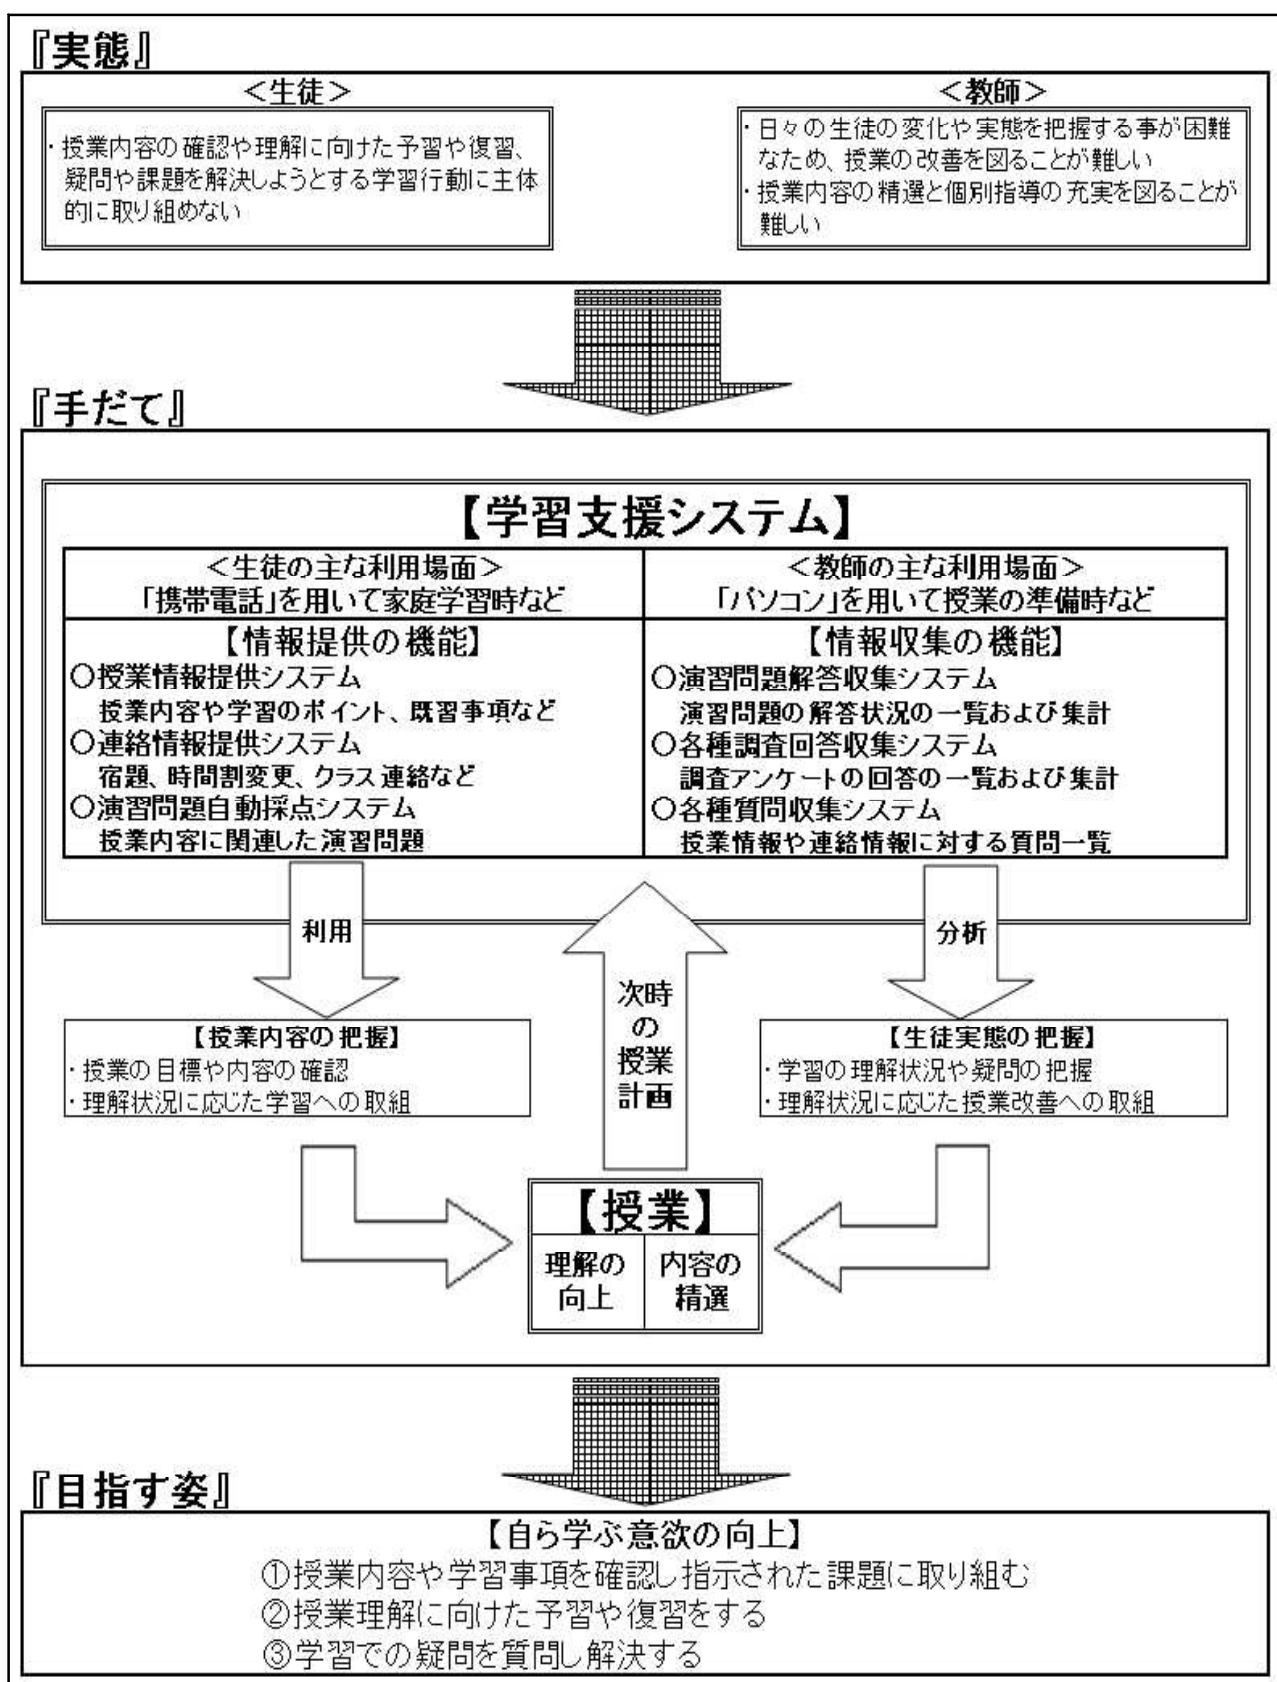 『実態』
＜生徒＞
・授業内容の確認や理解に向けた予習や復習、
疑問や課題を解決しようとする学習行動に主体
的に取り組めない
＜教師＞
・日々の生徒の変化や実態を把握する事が困難
なため、授業の改善を図ることが難しい
・授業内容の精選と個別指導の充実を図ることが
難しい
『手だて』
【学習支援システム】
＜生徒の主な利用場面＞
「携帯電話」を用いて家庭学習時など
【情報提供の機能】
○授業情報提供システム
授業内容や学習のポイント、既習事項など
○連絡情報提供システム
宿題、時間割変更、クラス連絡など
○演習問題自動採点システム
授業内容に関連した演習問題
＜教師の主な利用場面＞
「パソコン」を用いて授業の準備時など
【情報収集の機能】
○演習問題解答収集システム
演習問題の解答状況の一覧および集計
○各種調査回答収集システム
調査アンケートの回答の一覧および集計
○各種質問収集システム
授業情報や連絡情報に対する質問一覧
利用
分析
次時
の
授業
計画
【授業内容の把握】
・授業の目標や内容の確認
・理解状況に応じた学習への取組
【生徒実態の把握】
・学習の理解状況や疑問の把握
・理解状況に応じた授業改善への取組
【授業】
理解の
向上
内容の
精選
『目指す姿』
【自ら学ぶ意欲の向上】
①授業内容や学習事項を確認し指示された課題に取り組む
②授業理解に向けた予習や復習をする
③学習での疑問を質問し解決する